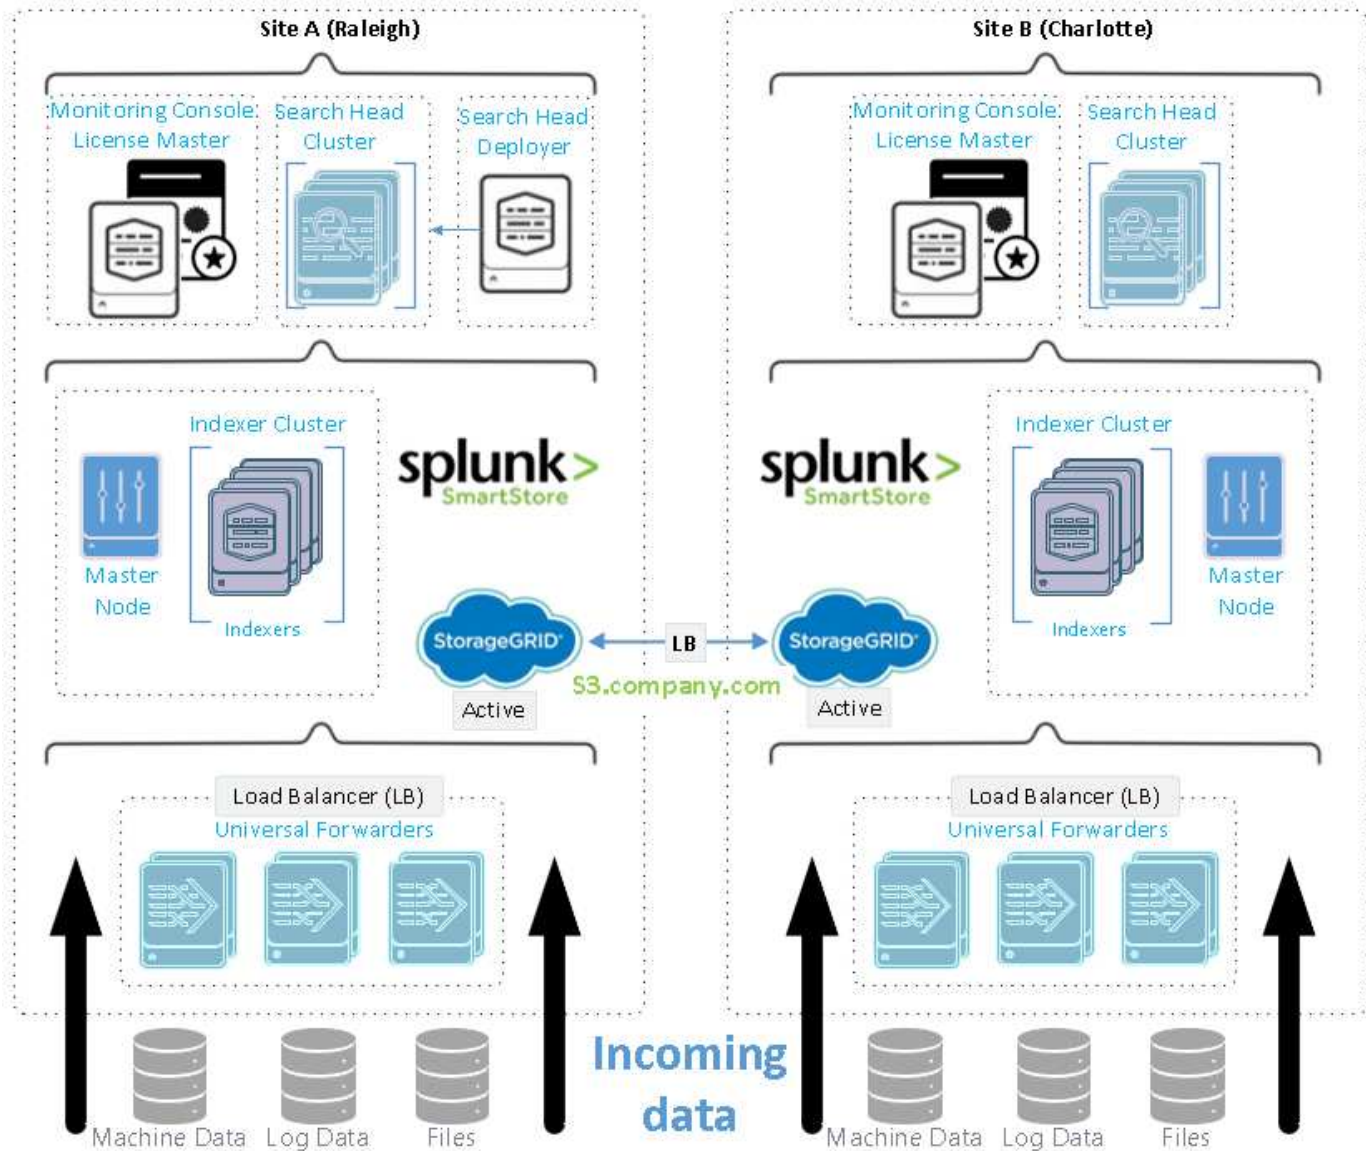 Site A (Raleigh)
Monitoring Console
License Master
Search Head
Cluster
Search Head
Deployer
Indexer Cluster
Master
Node
Indexers
splunk>
SmartStore
StorageGRID
Active
LB
S3.company.com
Load Balancer (LB)
Universal Forwarders
Machine Data
Log Data
Files
Incoming
data
Site B (Charlotte)
Monitoring Console
License Master
Search Head
Cluster
splunk>
SmartStore
Indexer Cluster
Indexers
Master
Node
StorageGRID
Active
Load Balancer (LB)
Universal Forwarders
Machine Data
Log Data
Files